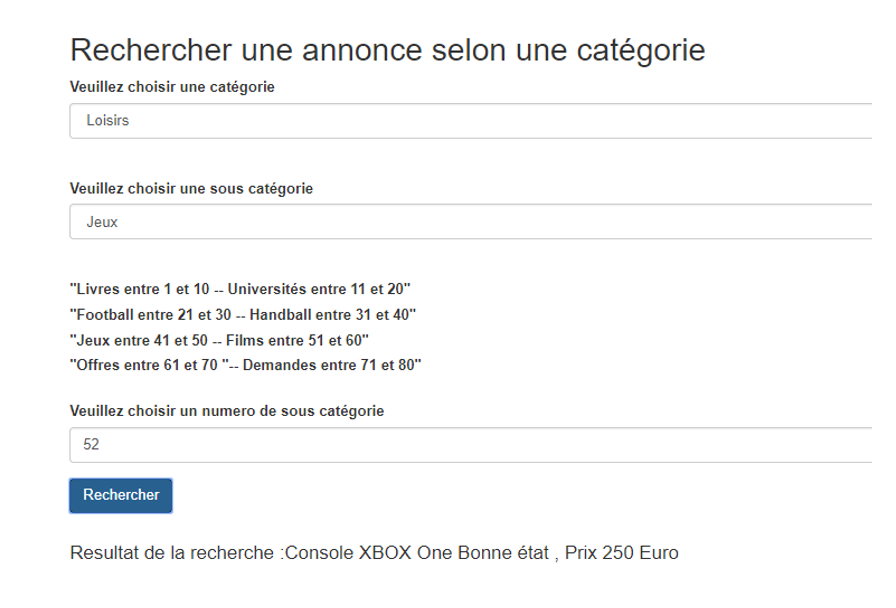 Rechercher une annonce selon une catégorie
Veuillez choisir une catégorie
Loisirs
Veuillez choisir une sous catégorie
Jeux
"Livres entre 1 et 10 -- Universités entre 11 et 20"
"Football entre 21 et 30 -- Handball entre 31 et 40"
"Jeux entre 41 et 50 -- Films entre 51 et 60"
"Offres entre 61 et 70 "-- Demandes entre 71 et 80"
Veuillez choisir un numero de sous catégorie
52
Rechercher
Resultat de la recherche :Console XBOX One Bonne état , Prix 250 Euro